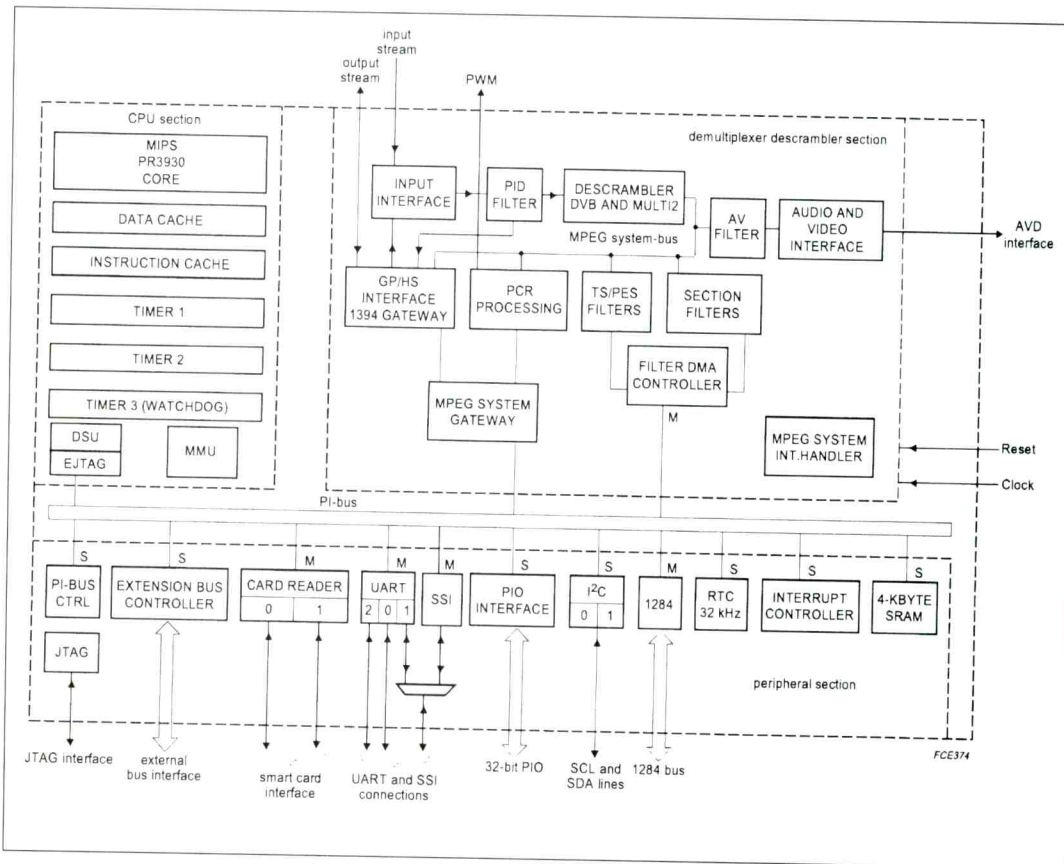 input
stream
output
stream
PWM
CPU section
demultiplexer descrambler section
MIPS
PR3930
CORE
DATA CACHE
INSTRUCTION CACHE
TIMER 1
TIMER 2
TIMER 3 (WATCHDOG)
DSU
EJTAG
MMU
INPUT
INTERFACE
PID
FILTER
DESCRAMBLER
DVB AND MULTI2
MPEG system-bus
AV
FILTER
AUDIO AND
VIDEO
INTERFACE
AVD
interface
GP/HS
INTERFACE
1394 GATEWAY
PCR
PROCESSING
TS/PES
FILTERS
SECTION
FILTERS
FILTER DMA
CONTROLLER
M
MPEG SYSTEM
GATEWAY
MPEG SYSTEM
INT.HANDLER
Reset
Clock
PI-bus
S
S
M
M
M
S
S
M
S
S
S
PI-BUS
CTRL
EXTENSION BUS
CONTROLLER
CARD READER
0 1
UART
2 0 1
SSI
PIO
INTERFACE
I²C
0 1
1284
RTC
32 kHz
INTERRUPT
CONTROLLER
4-KBYTE
SRAM
JTAG
peripheral section
JTAG interface
external
bus interface
smart card
interface
UART and SSI
connections
32-bit PIO
SCL and
SDA lines
1284 bus
FCE374